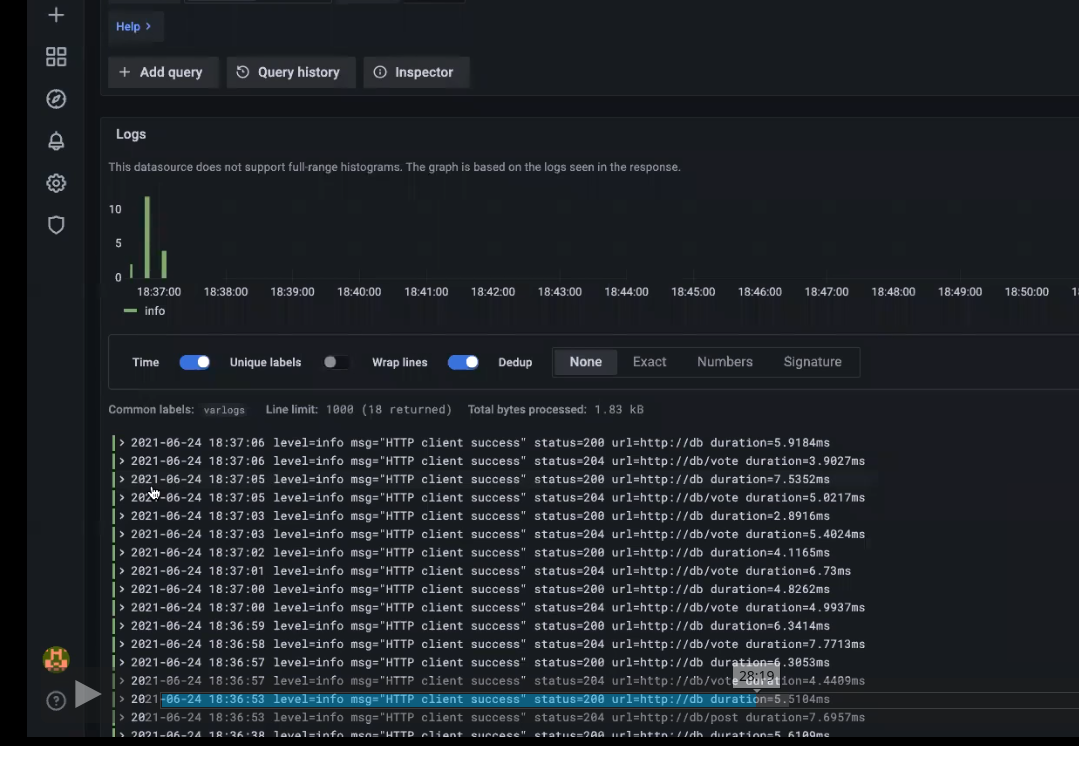 Help >
+ Add query Query history Inspector
Logs
This datasource does not support full-range histograms. The graph is based on the logs seen in the response.
10
5
0
18:37:00 18:38:00 18:39:00 18:40:00 18:41:00 18:42:00 18:43:00 18:44:00 18:45:00 18:46:00 18:47:00 18:48:00 18:49:00 18:50:00
info
Time Unique labels Wrap lines Dedup None Exact Numbers Signature
Common labels: varlogs Line limit: 1000 (18 returned) Total bytes processed: 1.83 kB
> 2021-06-24 18:37:06 level=info msg="HTTP client success" status=200 url=http://db duration=5.9184ms
> 2021-06-24 18:37:06 level=info msg="HTTP client success" status=204 url=http://db/vote duration=3.9027ms
> 2021-06-24 18:37:05 level=info msg="HTTP client success" status=200 url=http://db duration=7.5352ms
> 2021-06-24 18:37:05 level=info msg="HTTP client success" status=204 url=http://db/vote duration=5.0217ms
> 2021-06-24 18:37:03 level=info msg="HTTP client success" status=200 url=http://db duration=2.8916ms
> 2021-06-24 18:37:03 level=info msg="HTTP client success" status=204 url=http://db/vote duration=5.4024ms
> 2021-06-24 18:37:02 level=info msg="HTTP client success" status=200 url=http://db duration=4.1165ms
> 2021-06-24 18:37:01 level=info msg="HTTP client success" status=204 url=http://db/vote duration=6.73ms
> 2021-06-24 18:37:00 level=info msg="HTTP client success" status=200 url=http://db duration=4.8262ms
> 2021-06-24 18:37:00 level=info msg="HTTP client success" status=204 url=http://db/vote duration=4.9937ms
> 2021-06-24 18:36:59 level=info msg="HTTP client success" status=200 url=http://db duration=6.3414ms
> 2021-06-24 18:36:58 level=info msg="HTTP client success" status=204 url=http://db/vote duration=7.7713ms
> 2021-06-24 18:36:57 level=info msg="HTTP client success" status=200 url=http://db duration=6.3053ms
28:19
> 2021-06-24 18:36:57 level=info msg="HTTP client success" status=204 url=http://db/vote duration=4.4409ms
> 2021-06-24 18:36:53 level=info msg="HTTP client success" status=200 url=http://db duration=5.5104ms
> 2021-06-24 18:36:53 level=info msg="HTTP client success" status=204 url=http://db/post duration=7.6957ms
> 2021-06-24 18:36:38 level=info msg="HTTP client success" status=200 url=http://db duration=5.6109ms